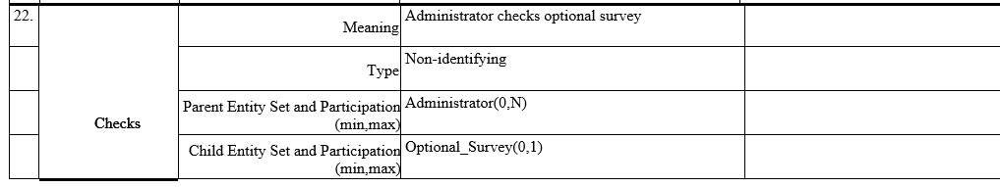 22.
Checks
Meaning
Administrator checks optional survey
Type
Non-identifying
Parent Entity Set and Participation
(min,max)
Administrator(0,N)
Child Entity Set and Participation
(min,max)
Optional_Survey(0,1)